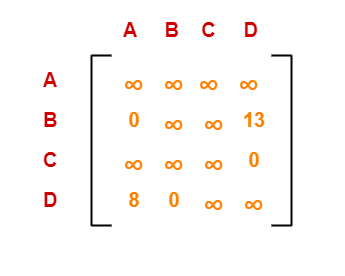 A B C D
A ∞ ∞ ∞ ∞
B 0 ∞ ∞ 13
C ∞ ∞ ∞ 0
D 8 0 ∞ ∞